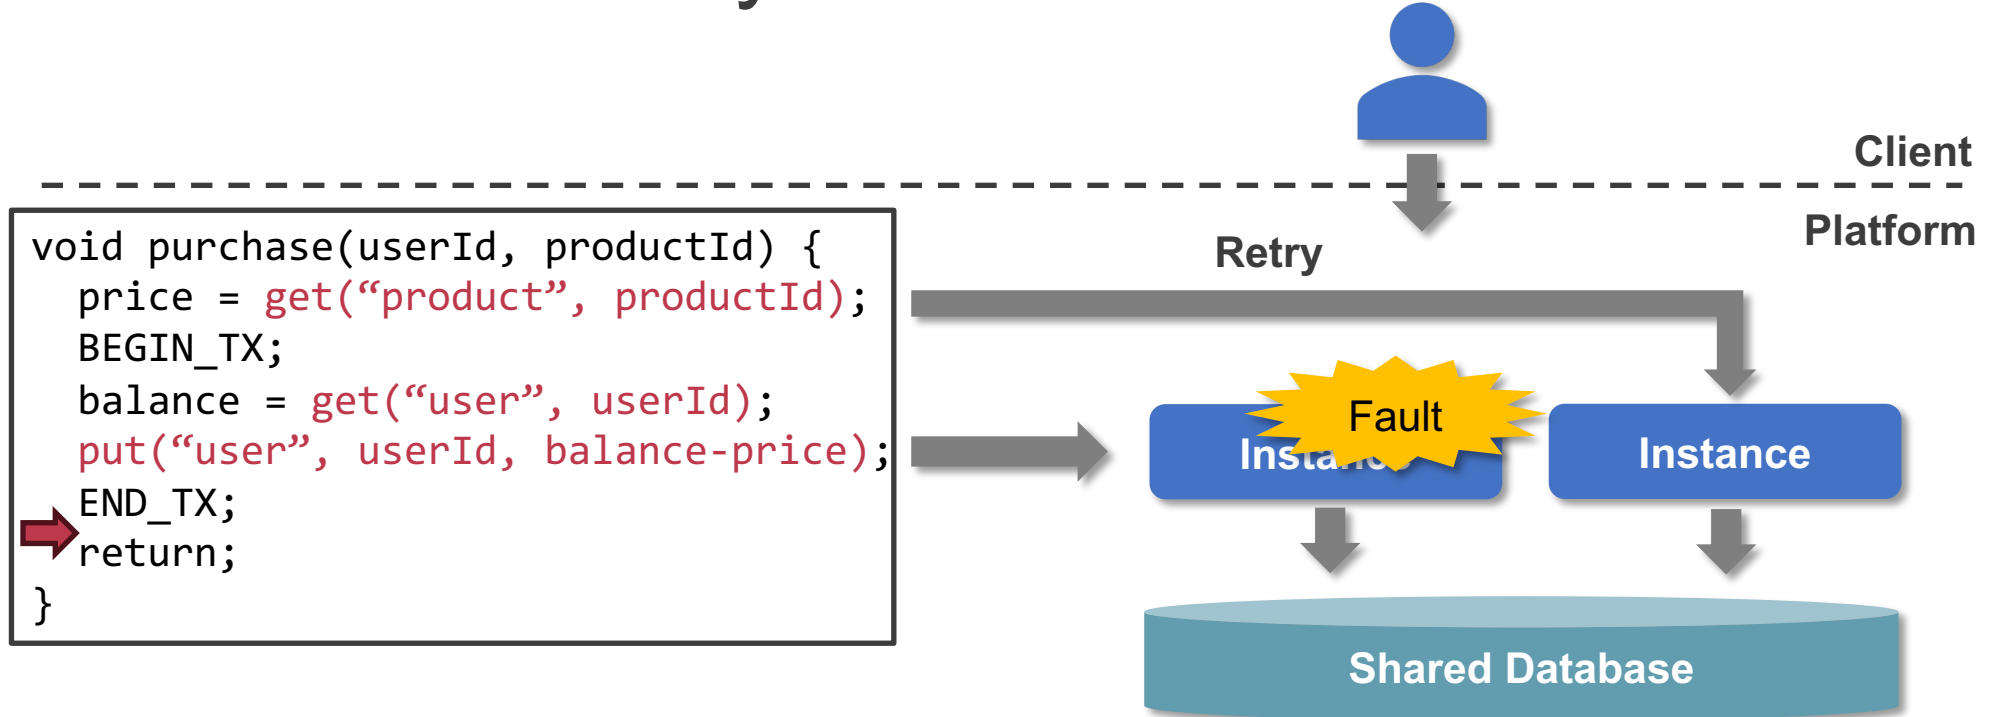 Client
Platform
void purchase(userId, productId) {
price = get(“product”, productId);
BEGIN_TX;
balance = get(“user”, userId);
put(“user”, userId, balance-price);
END_TX;
return;
}
Retry
Fault
Instance
Shared Database